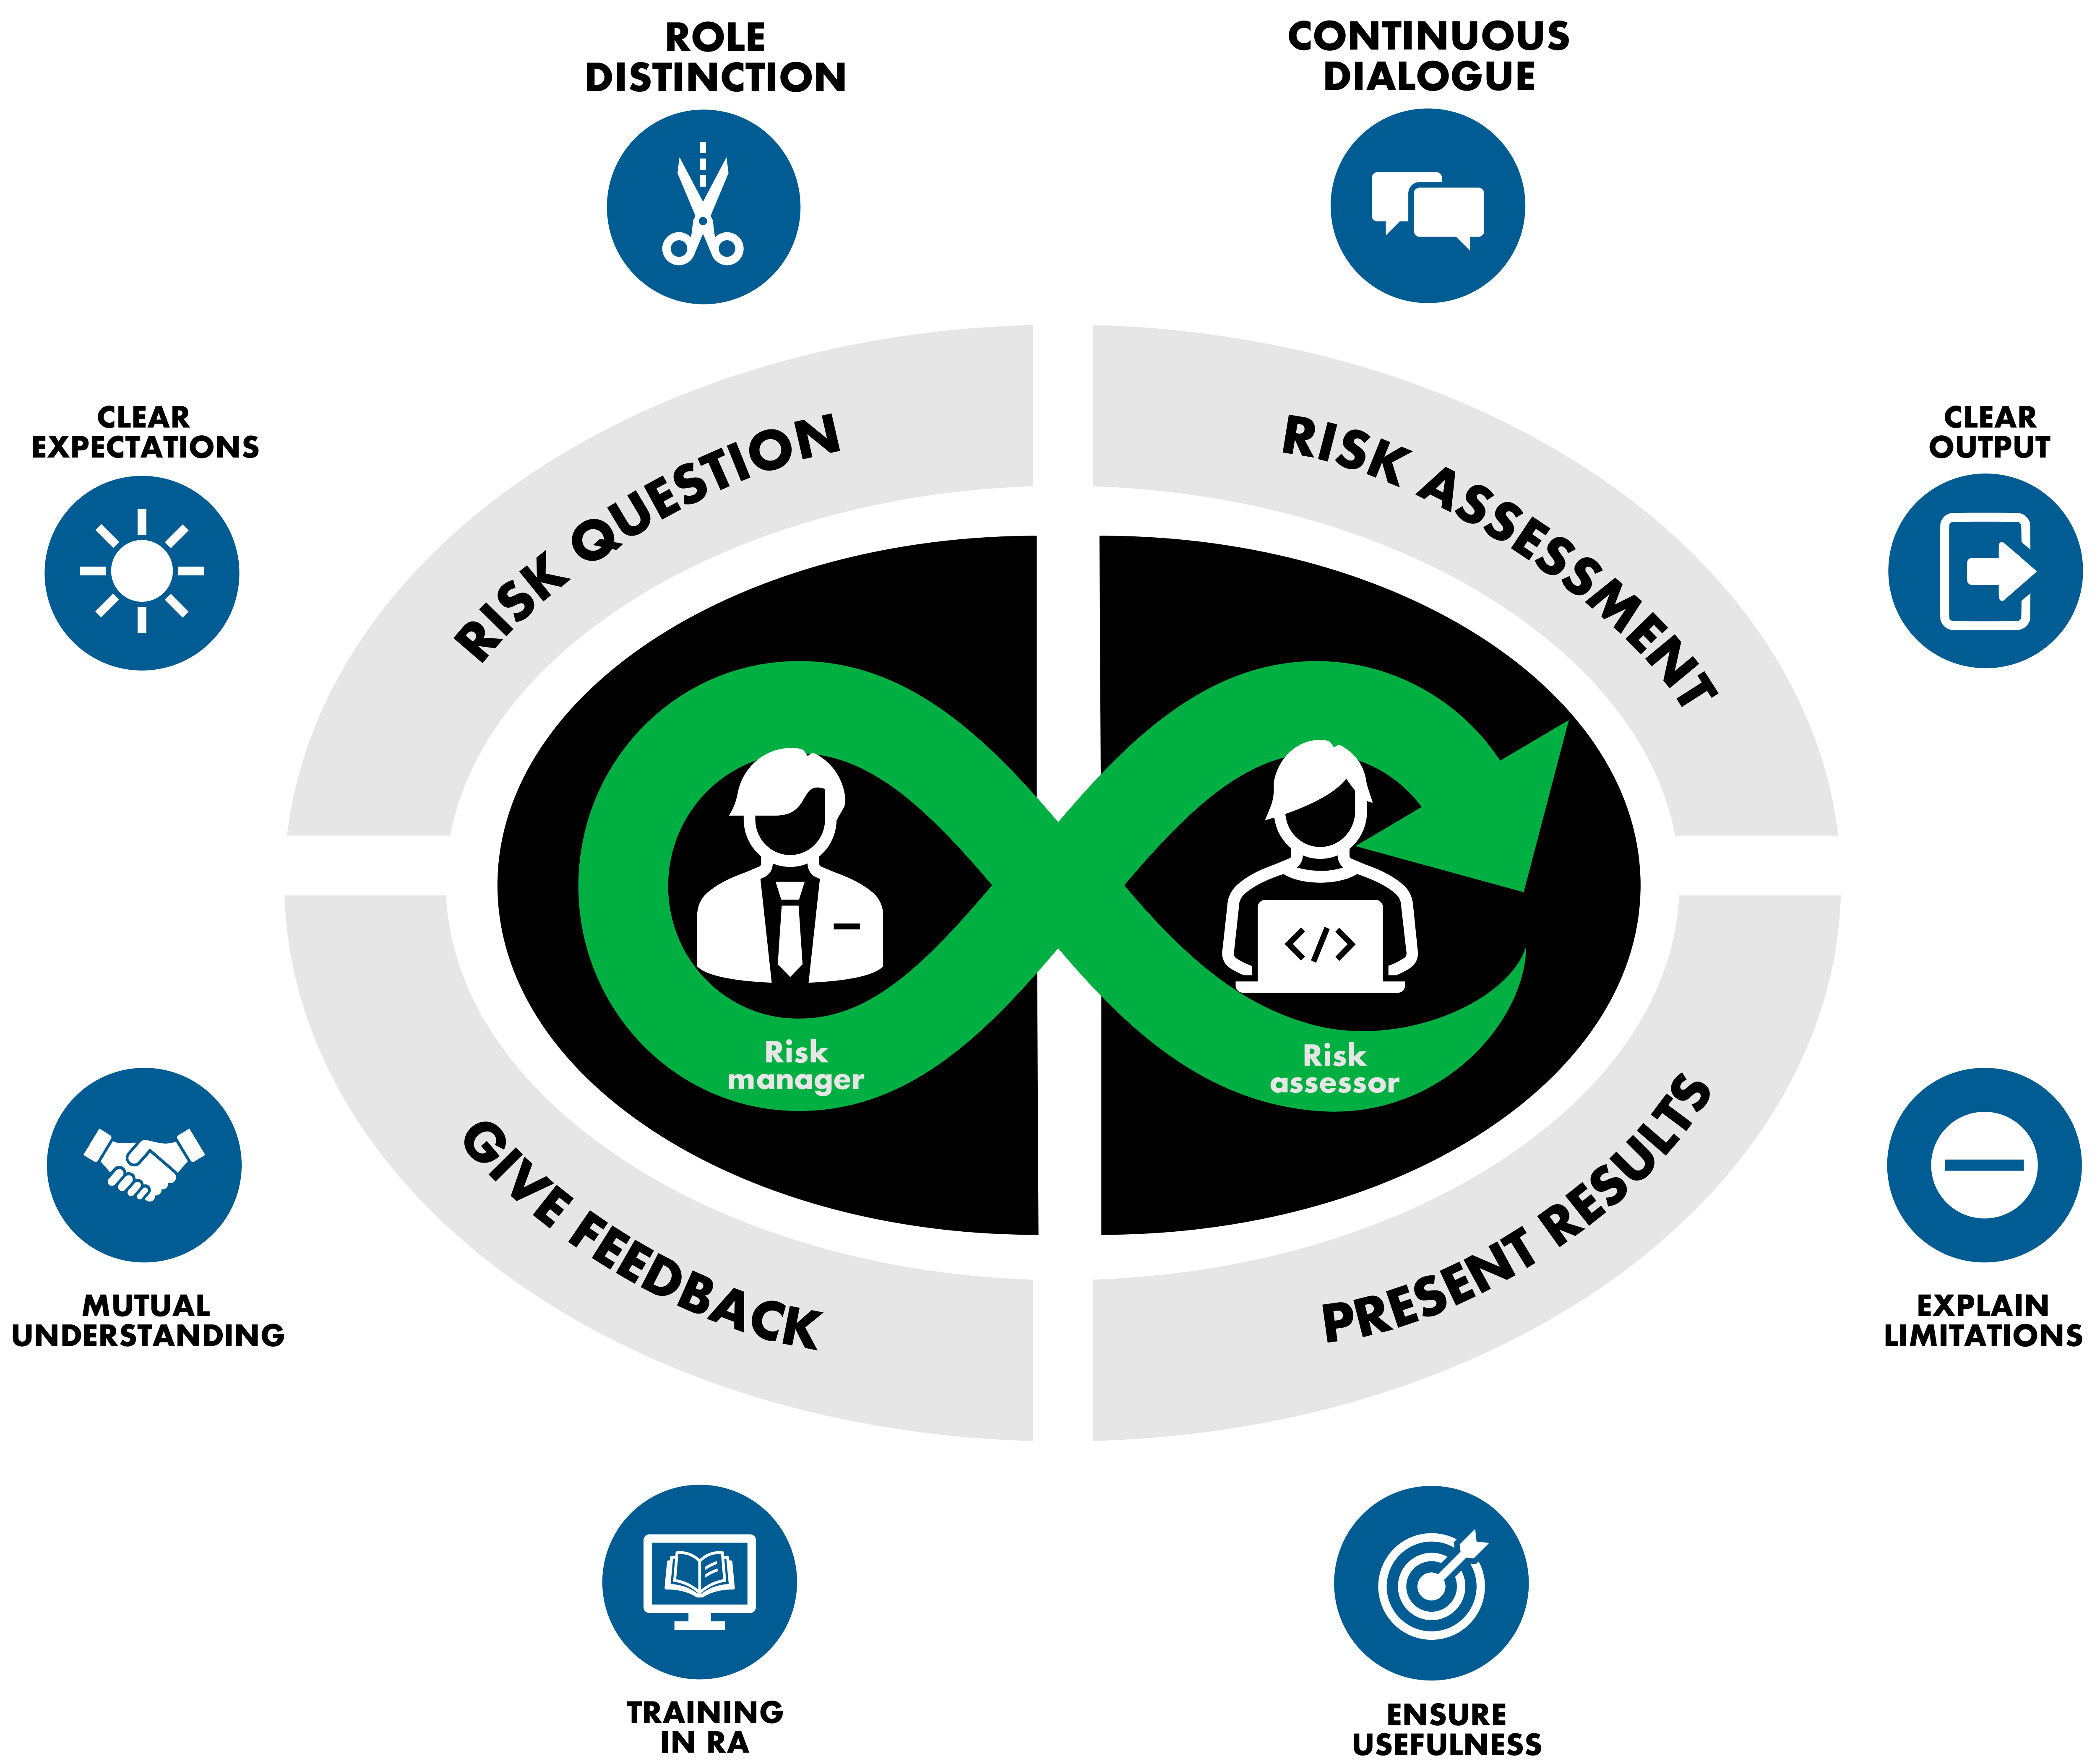 ROLE
DISTINCTION
CONTINUOUS
DIALOGUE
CLEAR
EXPECTATIONS
CLEAR
OUTPUT
RISK QUESTION
RISK ASSESSMENT
</>
Risk
manager
Risk
assessor
GIVE FEEDBACK
PRESENT RESULTS
MUTUAL
UNDERSTANDING
EXPLAIN
LIMITATIONS
TRAINING
IN RA
ENSURE
USEFULNESS